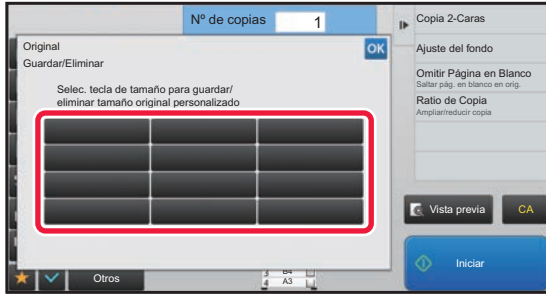 Nº de copias 1
Original
OK
Guardar/Eliminar
Selec. tecla de tamaño para guardar/
eliminar tamaño original personalizado
Copia 2-Caras
Ajuste del fondo
Omitir Página en Blanco
Saltar pág. en blanco en orig.
Ratio de Copia
Ampliar/reducir copia
Vista previa
CA
Iniciar
Otros
3 B4
4 A3